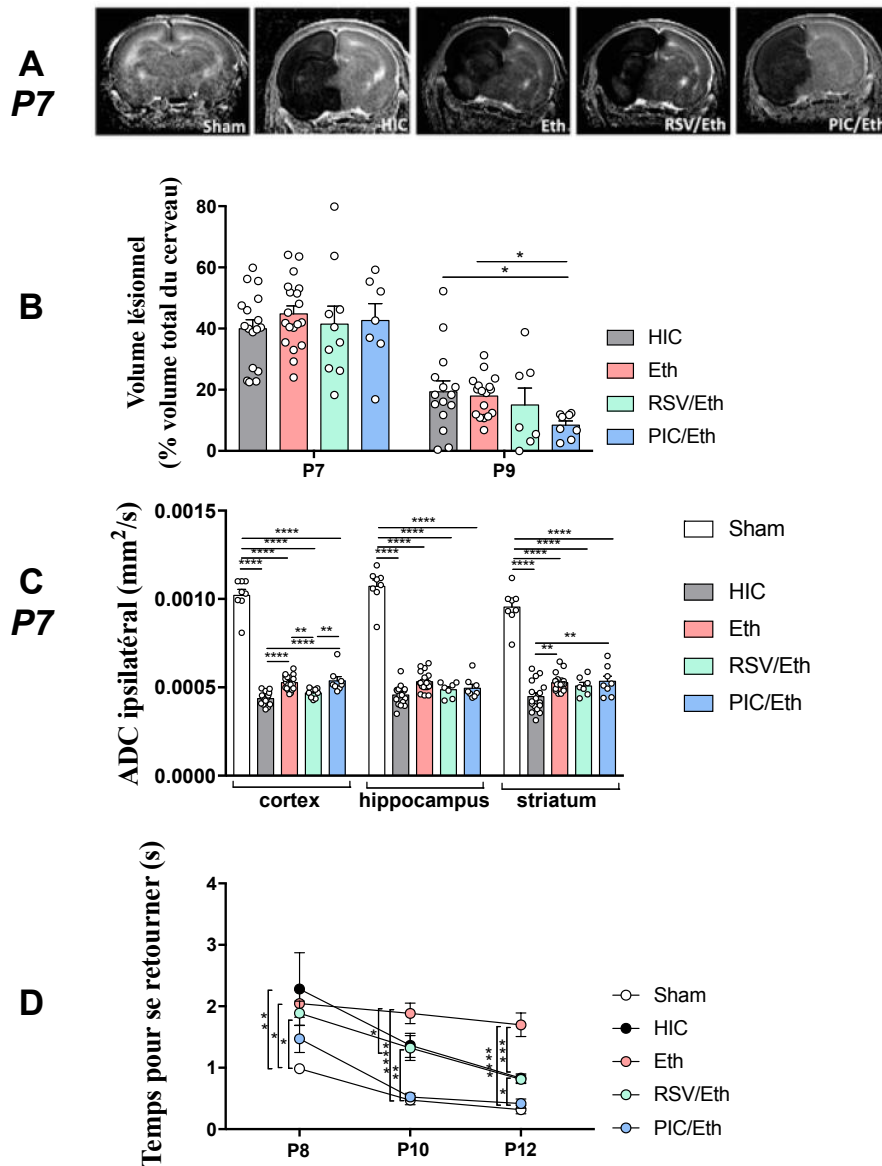 A
P7
Sham
HIC
Eth
RSV/Eth
PIC/Eth
B
Volume lésionnel
(% volume total du cerveau)
80
60
40
20
0
P7
P9
*
*
HIC
Eth
RSV/Eth
PIC/Eth
C
P7
ADC ipsilatéral (mm²/s)
0.0015
0.0010
0.0005
0.0000
****
****
****
****
**
**
****
****
****
****
****
****
****
****
****
****
**
**
cortex
hippocampus
striatum
Sham
HIC
Eth
RSV/Eth
PIC/Eth
D
Temps pour se retourner (s)
4
3
2
1
0
**
*
*
*
****
**
****
***
*
P8
P10
P12
Sham
HIC
Eth
RSV/Eth
PIC/Eth